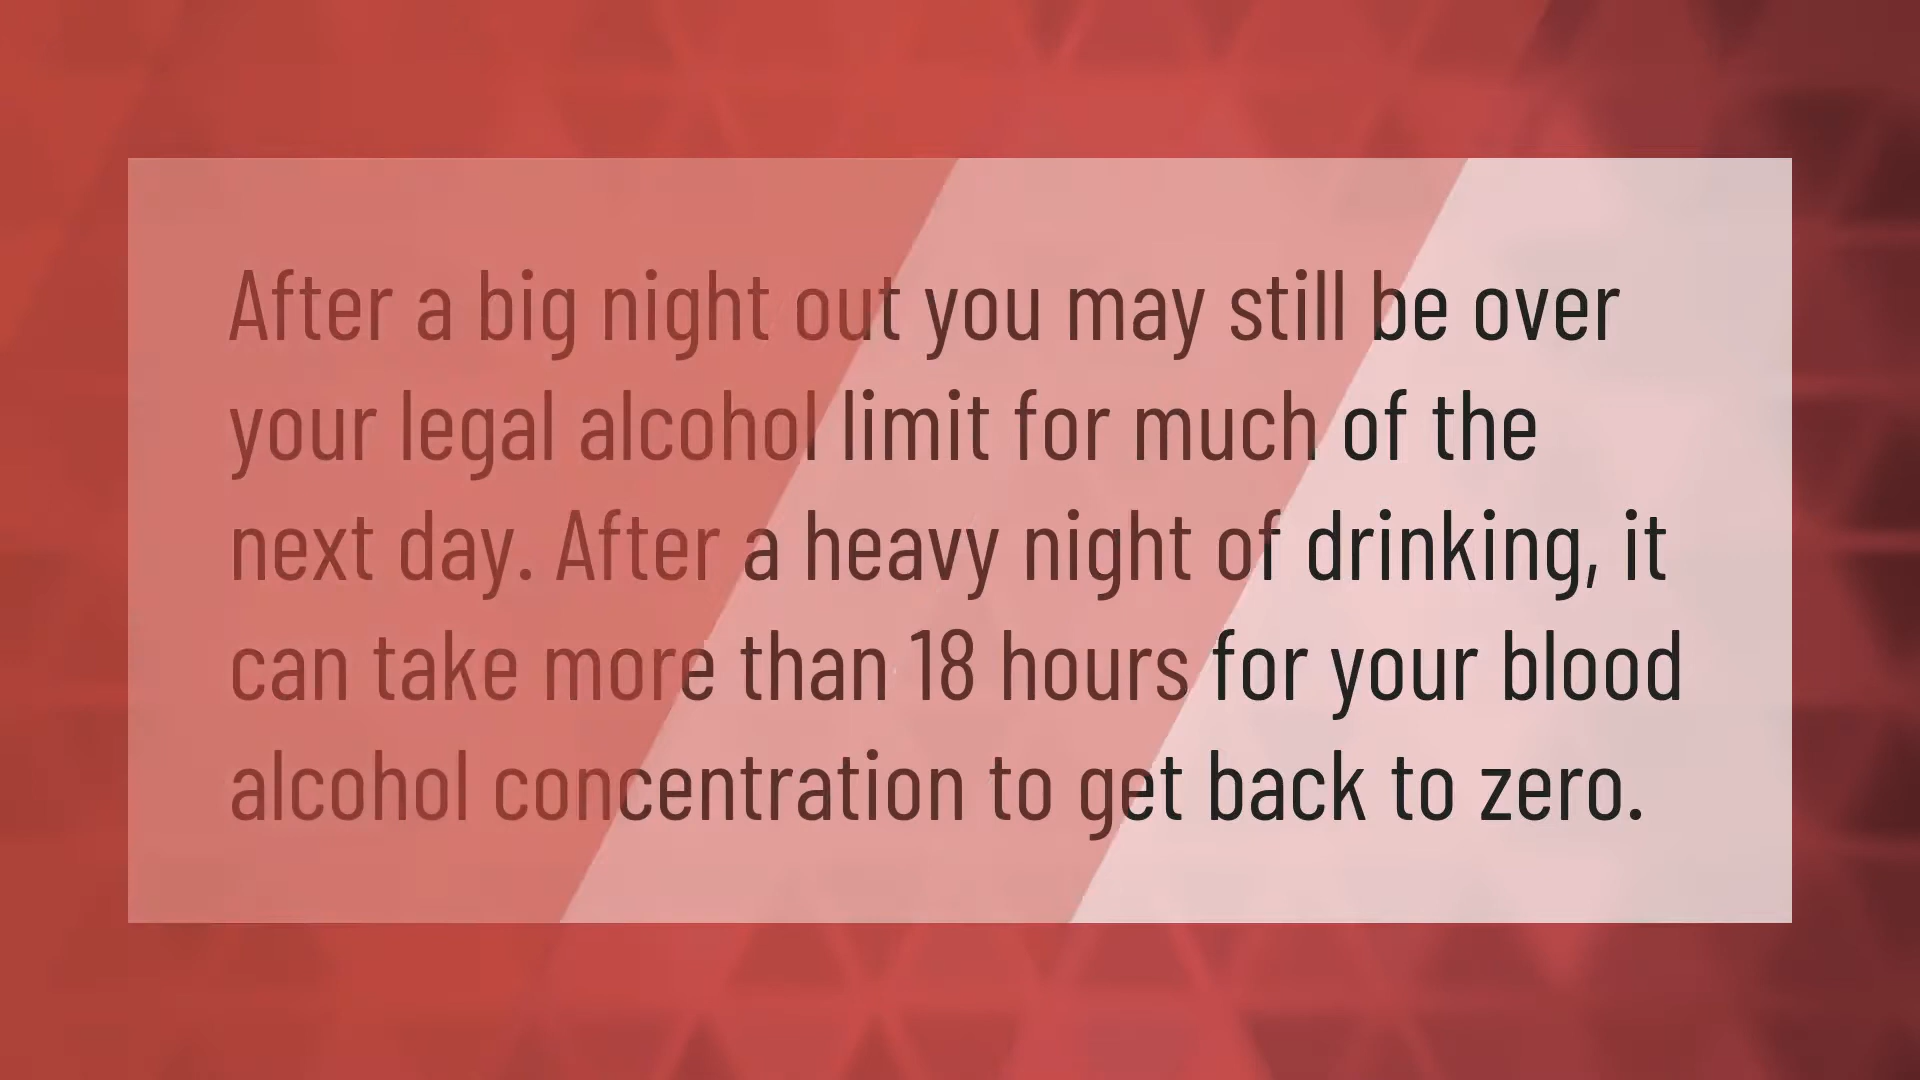 After a big night out you may still be over
your legal alcohol limit for much of the
next day. After a heavy night of drinking, it
can take more than 18 hours for your blood
alcohol concentration to get back to zero.